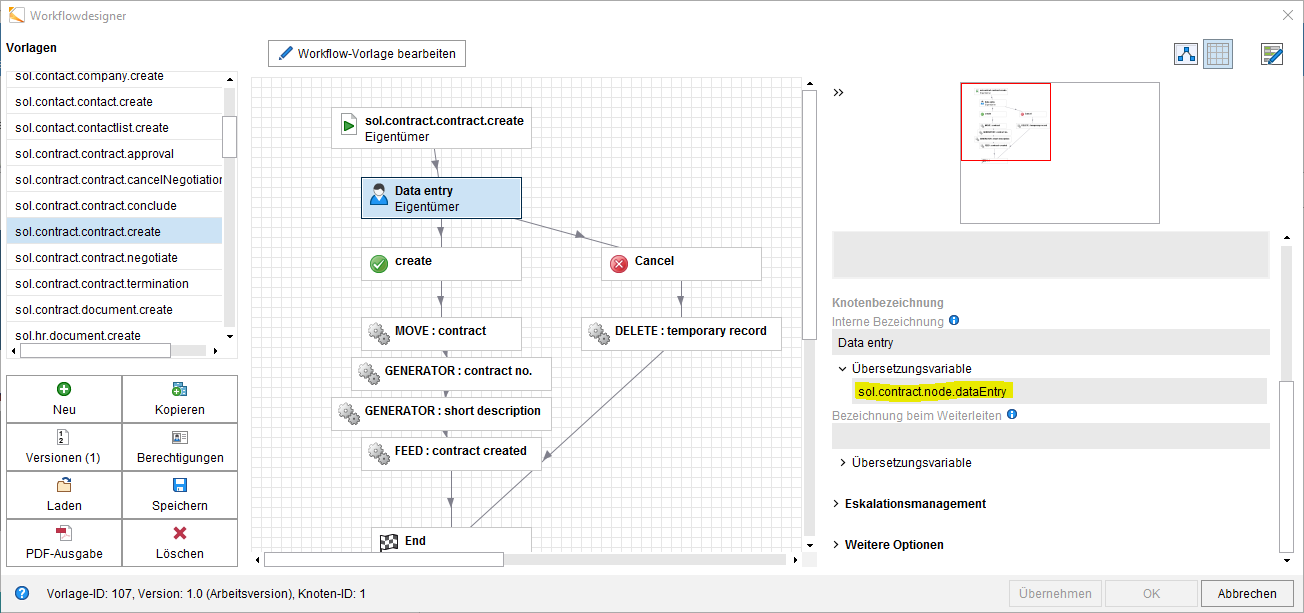 Workflowdesigner
Vorlagen
sol.contact.company.create
sol.contact.contact.create
sol.contact.contactlist.create
sol.contract.contract.approval
sol.contract.contract.cancelNegotiation
sol.contract.contract.conclude
sol.contract.contract.create
sol.contract.contract.negotiate
sol.contract.contract.termination
sol.contract.document.create
sol.hr.document.create
Neu
Kopieren
Versionen (1)
Berechtigungen
Laden
Speichern
PDF-Ausgabe
Löschen
Workflow-Vorlage bearbeiten
sol.contract.contract.create
Eigentümer
Data entry
Eigentümer
create
Cancel
MOVE : contract
DELETE : temporary record
GENERATOR : contract no.
GENERATOR : short description
FEED : contract created
End
Knotenbezeichnung
Interne Bezeichnung
Data entry
Übersetzungsvariable
sol.contract.node.dataEntry
Bezeichnung beim Weiterleiten
Übersetzungsvariable
Eskalationsmanagement
Weitere Optionen
Vorlage-ID: 107, Version: 1.0 (Arbeitsversion), Knoten-ID: 1
Übernehmen
OK
Abbrechen